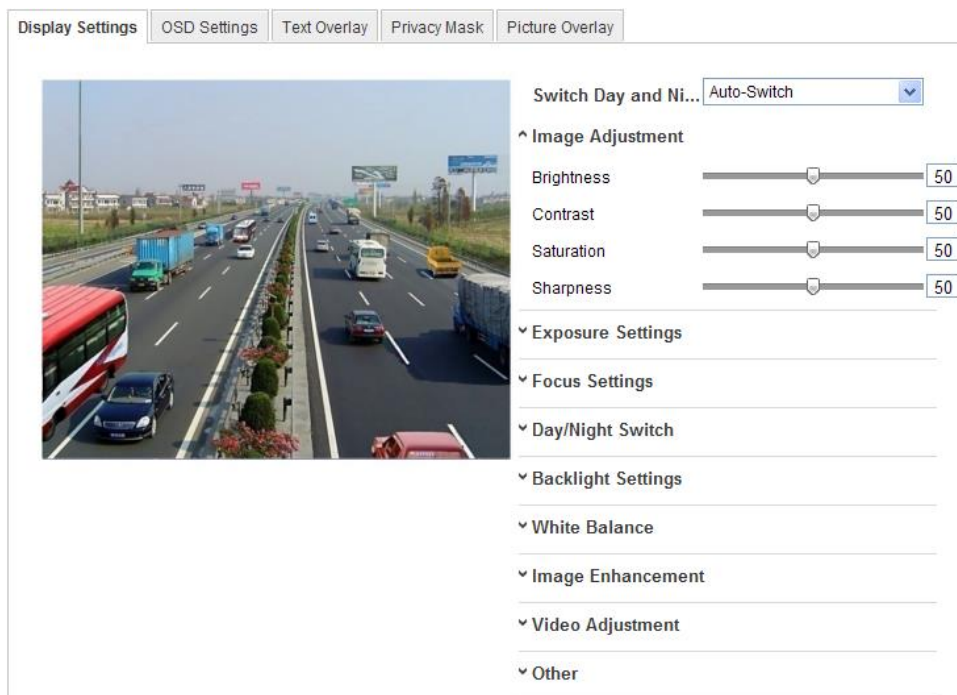 Display Settings
OSD Settings
Text Overlay
Privacy Mask
Picture Overlay
Switch Day and Ni...
Auto-Switch
Image Adjustment
Brightness
50
Contrast
50
Saturation
50
Sharpness
50
Exposure Settings
Focus Settings
Day/Night Switch
Backlight Settings
White Balance
Image Enhancement
Video Adjustment
Other